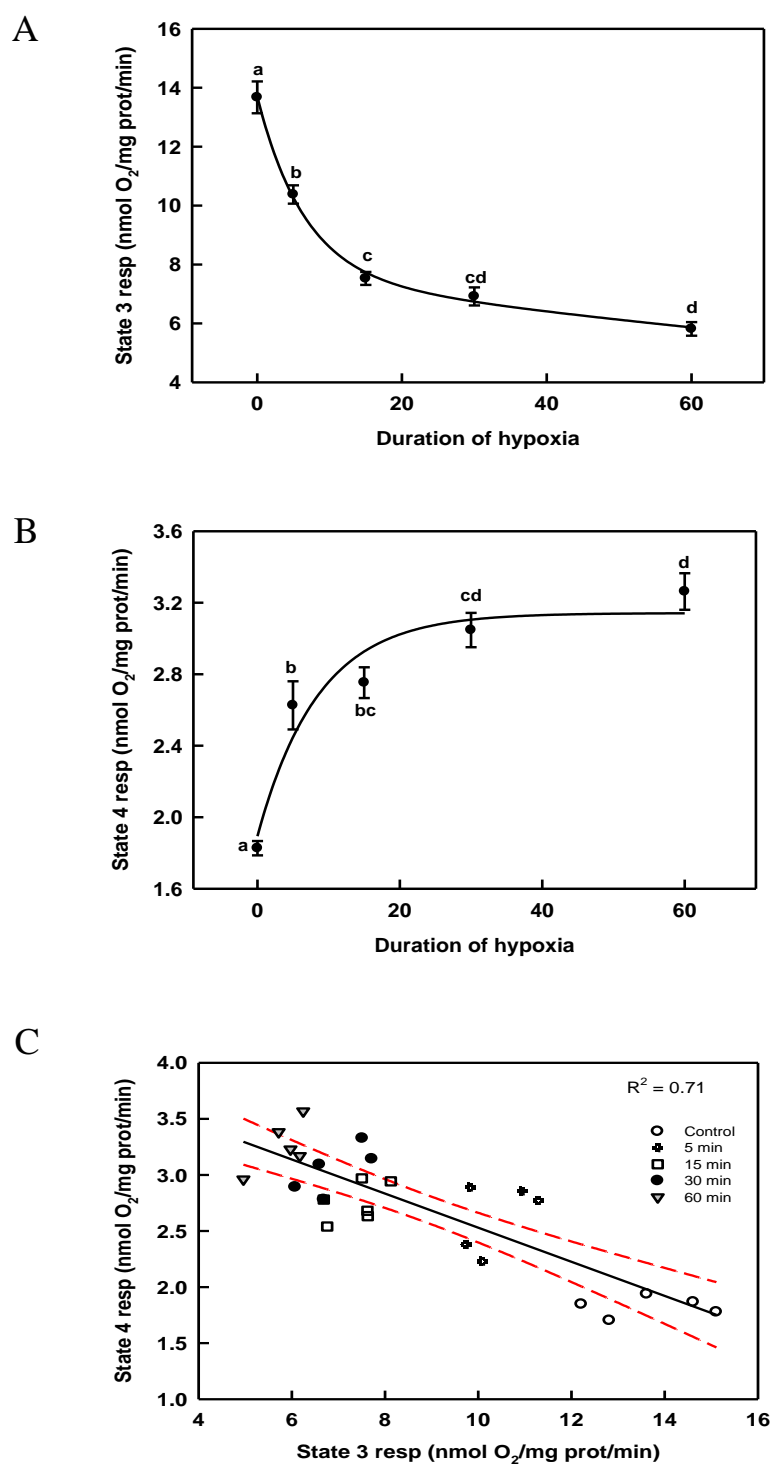 A
State 3 resp (nmol O2/mg prot/min)
16
14
12
10
8
6
4
a
b
c
cd
d
0 20 40 60
Duration of hypoxia
B
State 4 resp (nmol O2/mg prot/min)
3.6
3.2
2.8
2.4
2.0
1.6
a
b
bc
cd
d
0 20 40 60
Duration of hypoxia
C
State 4 resp (nmol O2/mg prot/min)
4.0
3.5
3.0
2.5
2.0
1.5
1.0
R2 = 0.71
Control
5 min
15 min
30 min
60 min
4 6 8 10 12 14 16
State 3 resp (nmol O2/mg prot/min)